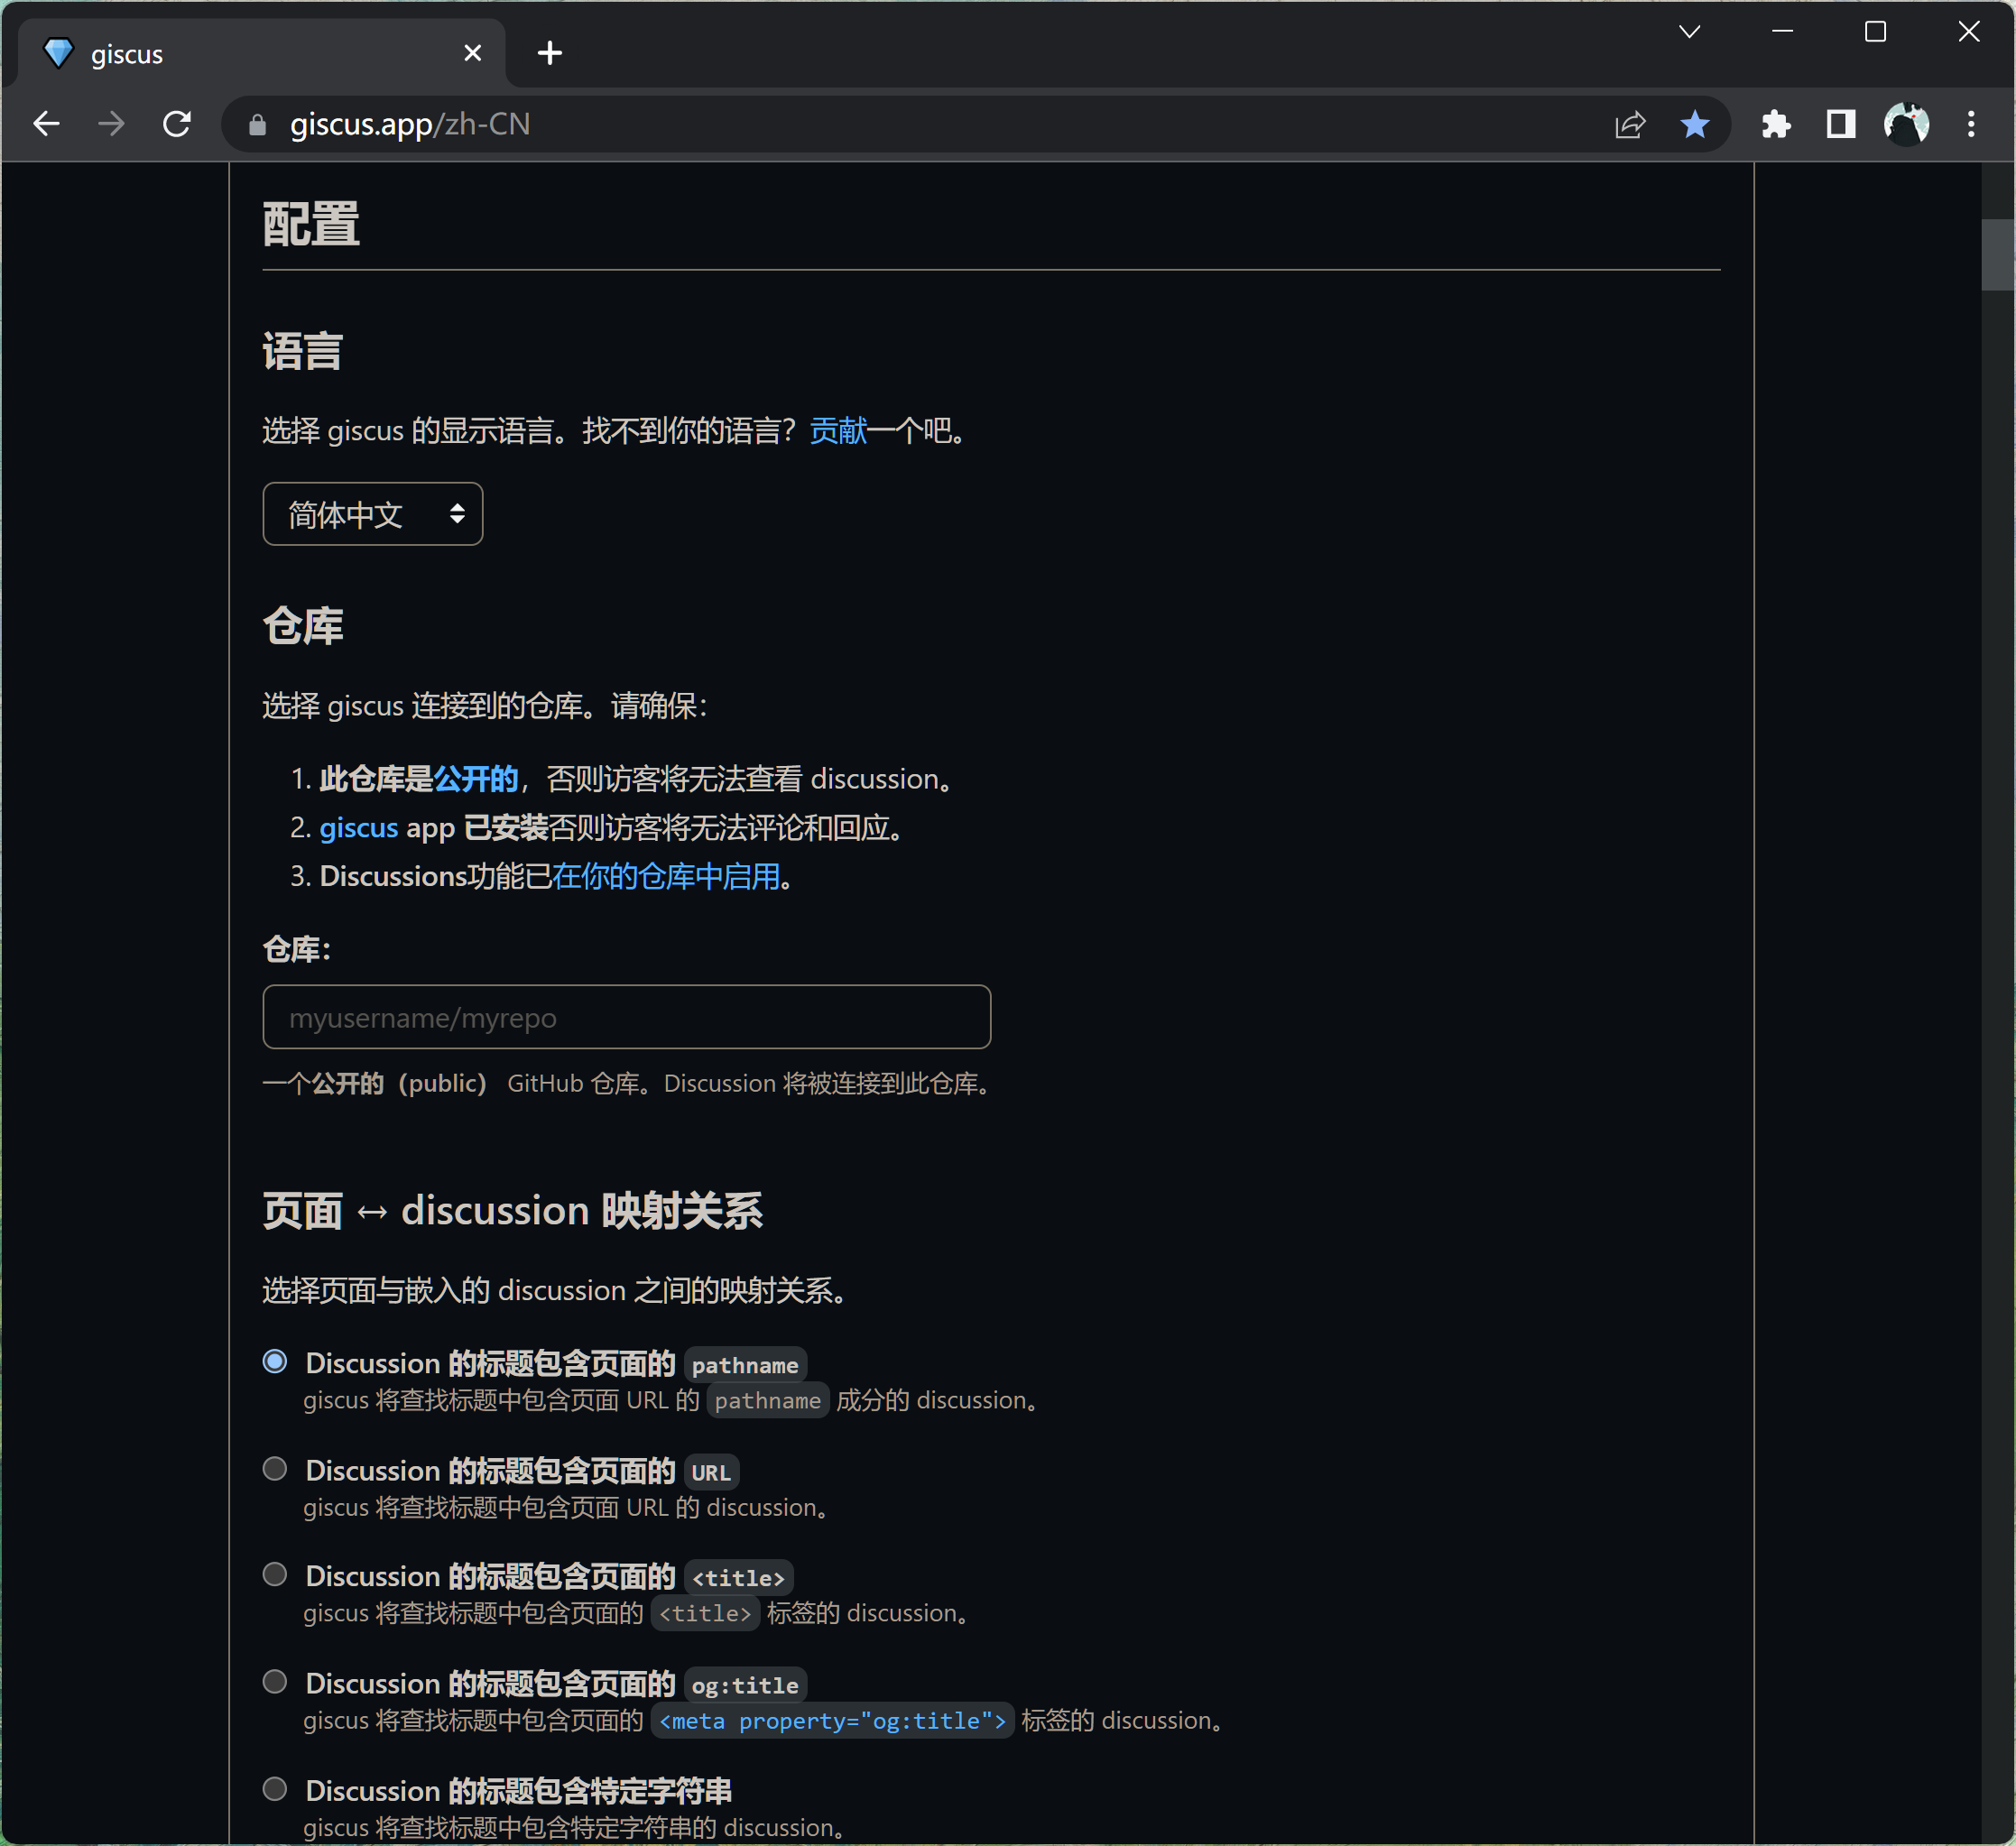 giscus
giscus.app/zh-CN
配置
语言
选择 giscus 的显示语言。找不到你的语言？贡献一个吧。
简体中文
仓库
选择 giscus 连接到的仓库。请确保：
1. 此仓库是公开的，否则访客将无法查看 discussion。
2. giscus app 已安装否则访客将无法评论和回应。
3. Discussions功能已在你的仓库中启用。
仓库：
myusername/myrepo
一个公开的（public） GitHub 仓库。Discussion 将被连接到此仓库。
页面 ↔ discussion 映射关系
选择页面与嵌入的 discussion 之间的映射关系。
Discussion 的标题包含页面的 pathname
giscus 将查找标题中包含页面 URL 的 pathname 成分的 discussion。
Discussion 的标题包含页面的 URL
giscus 将查找标题中包含页面 URL 的 discussion。
Discussion 的标题包含页面的 <title>
giscus 将查找标题中包含页面的 <title> 标签的 discussion。
Discussion 的标题包含页面的 og:title
giscus 将查找标题中包含页面的 <meta property="og:title"> 标签的 discussion。
Discussion 的标题包含特定字符串
giscus 将查找标题中包含特定字符串的 discussion。